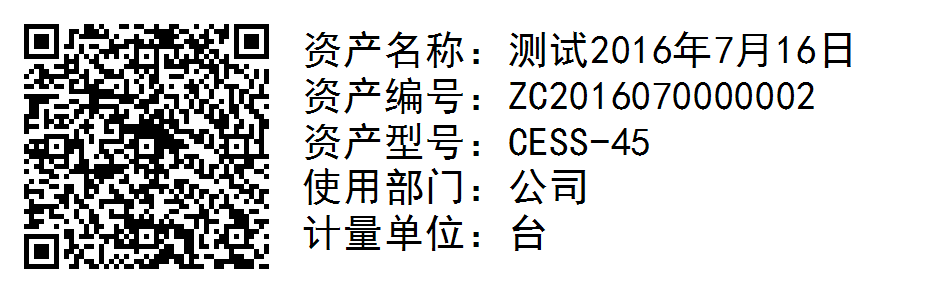 资产名称：测试2016年7月16日
资产编号：ZC2016070000002
资产型号：CESS-45
使用部门：公司
计量单位：台